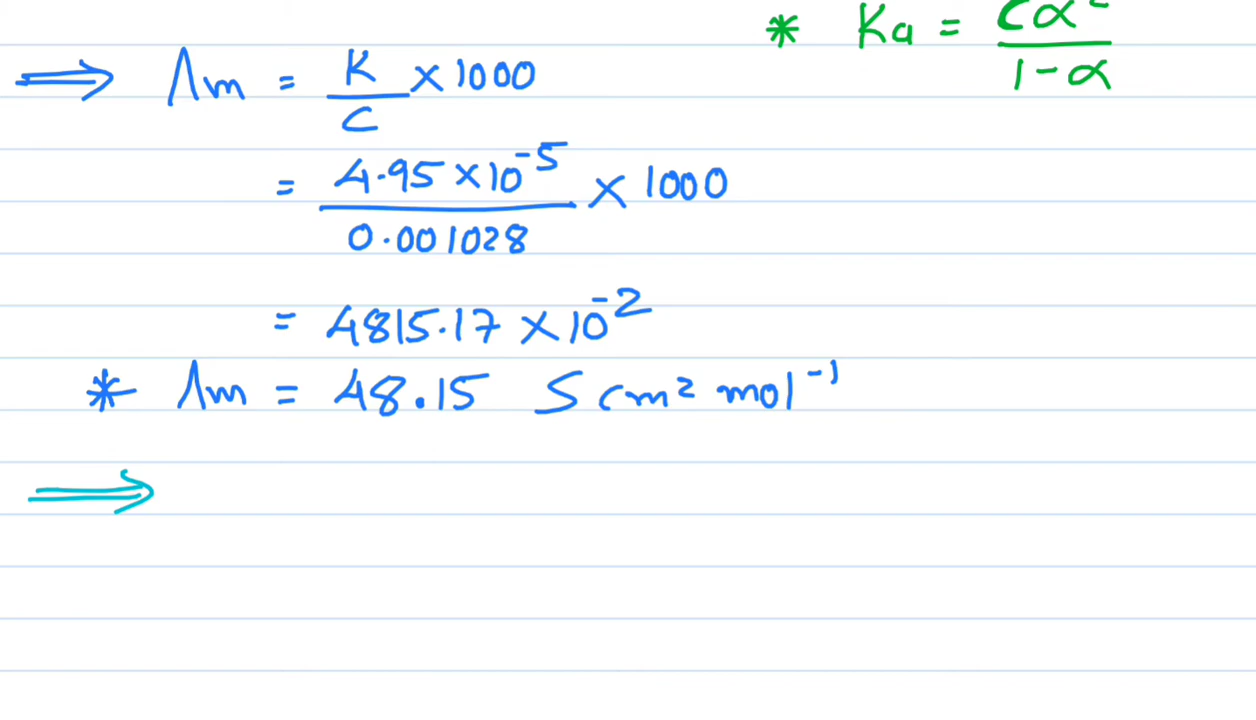 * Ka = Cα² / 1-α
⟹ Λm = K/C × 1000
= 4.95 × 10⁻⁵ / 0.001028 × 1000
= 4815.17 × 10⁻²
* Λm = 48.15 S cm² mol⁻¹
⟹